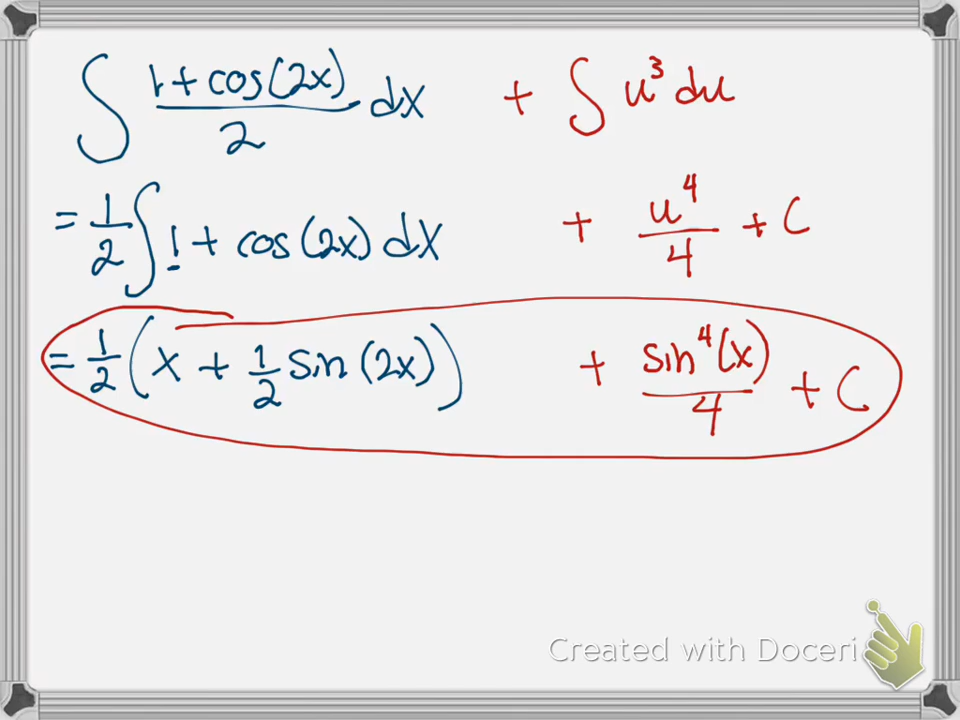 ∫ (1 + cos(2x))/2 dx + ∫ u³ du
= 1/2 ∫ 1 + cos(2x) dx + u⁴/4 + C
= 1/2 (x + 1/2 sin(2x)) + sin⁴(x)/4 + C
Created with Doceri